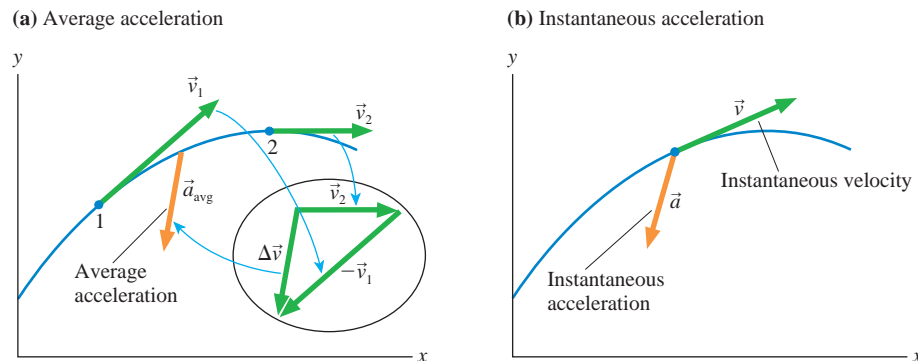 (a) Average acceleration
y
v⃗₁
2
v⃗₂
1
a⃗avg
v⃗₂
Δv⃗
−v⃗₁
Average
acceleration
x
(b) Instantaneous acceleration
y
v⃗
Instantaneous velocity
a⃗
Instantaneous
acceleration
x